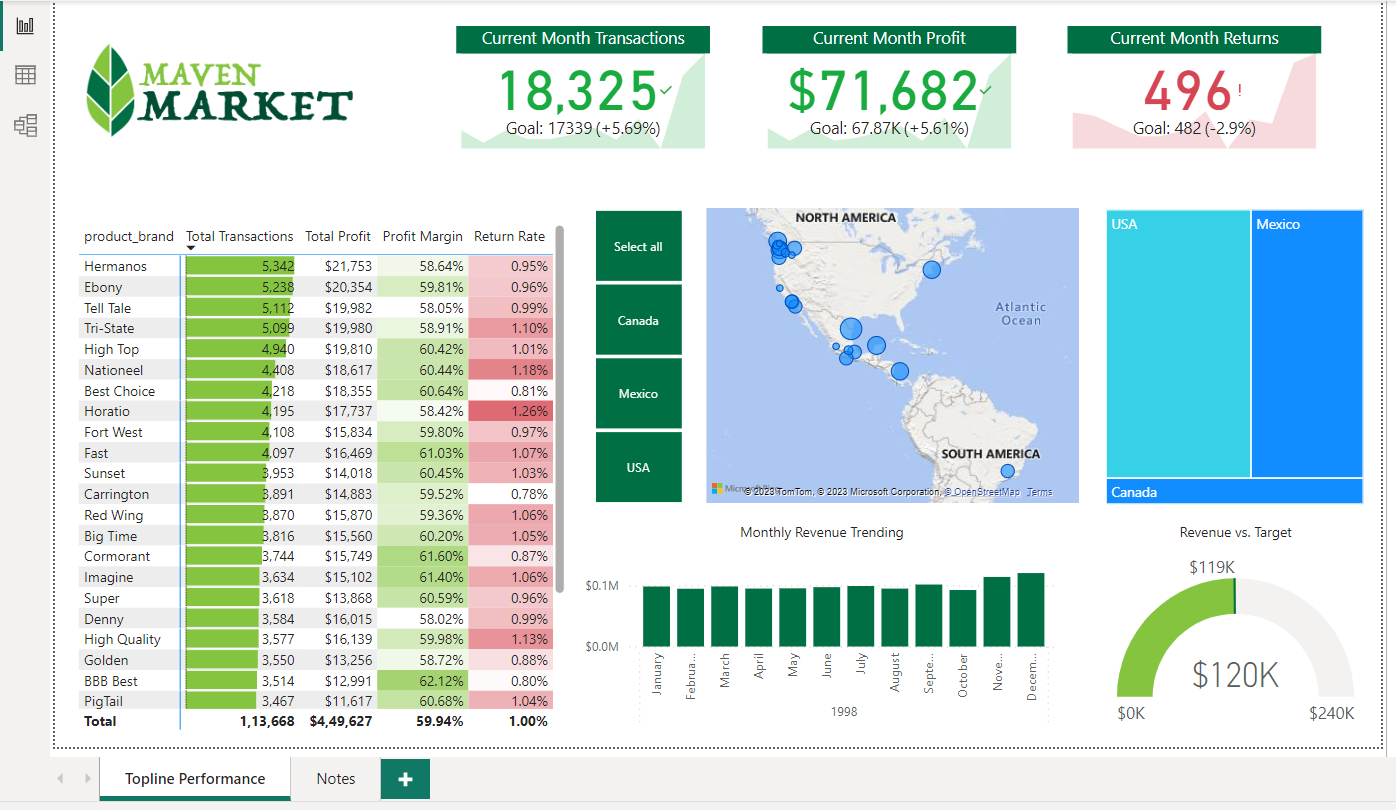 MAVEN
MARKET
Current Month Transactions
18,325
Goal: 17339 (+5.69%)
Current Month Profit
$71,682
Goal: 67.87K (+5.61%)
Current Month Returns
496!
Goal: 482 (-2.9%)
product_brand Total Transactions Total Profit Profit Margin Return Rate
Hermanos 5,342 $21,753 58.64% 0.95%
Ebony 5,238 $20,354 59.81% 0.96%
Tell Tale 5,112 $19,982 58.05% 0.99%
Tri-State 5,099 $19,980 58.91% 1.10%
High Top 4,940 $19,810 60.42% 1.01%
Nationeel 4,408 $18,617 60.44% 1.18%
Best Choice 4,218 $18,355 60.64% 0.81%
Horatio 4,195 $17,737 58.42% 1.26%
Fort West 4,108 $15,834 59.80% 0.97%
Fast 4,097 $16,469 61.03% 1.07%
Sunset 3,953 $14,018 60.45% 1.03%
Carrington 3,891 $14,883 59.52% 0.78%
Red Wing 3,870 $15,870 59.36% 1.06%
Big Time 3,816 $15,560 60.20% 1.05%
Cormorant 3,744 $15,749 61.60% 0.87%
Imagine 3,634 $15,102 61.40% 1.06%
Super 3,618 $13,868 60.59% 0.96%
Denny 3,584 $16,015 58.02% 0.99%
High Quality 3,577 $16,139 59.98% 1.13%
Golden 3,550 $13,256 58.72% 0.88%
BBB Best 3,514 $12,991 62.12% 0.80%
PigTail 3,467 $11,617 60.68% 1.04%
Total 1,13,668 $4,49,627 59.94% 1.00%
Select all
Canada
Mexico
USA
NORTH AMERICA
Atlantic
Ocean
SOUTH AMERICA
© 2023 TomTom, © 2023 Microsoft Corporation, © OpenStreetMap Terms
USA
Mexico
Canada
Monthly Revenue Trending
$0.1M
$0.0M
January
Februa...
March
April
May
June
July
August
Septe...
October
Nove...
Decem...
1998
Revenue vs. Target
$119K
$120K
$0K
$240K
Topline Performance
Notes